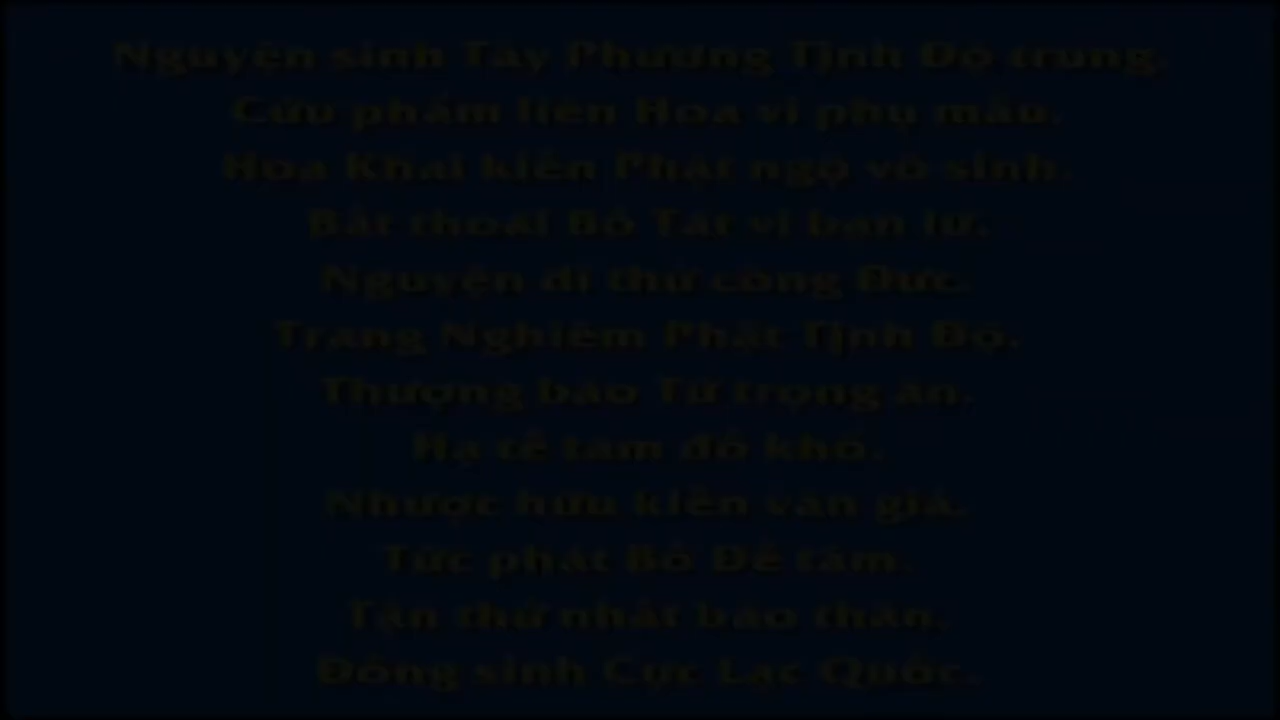 Nguyện sinh Tây Phương Tịnh Độ trung.
Cửu phẩm liên Hoa vi phụ mẫu.
Hoa Khai kiến Phật ngộ vô sinh.
Bất thoái Bồ Tát vi bạn lữ.
Nguyện dĩ thử công Đức.
Trang Nghiêm Phật Tịnh Độ.
Thượng báo Tứ trọng ân.
Hạ tế tam đồ khổ.
Nhược hữu kiến văn giả.
Tức phát Bồ Đề tâm.
Tận thử nhất báo thân.
Đồng sinh Cực Lạc Quốc.